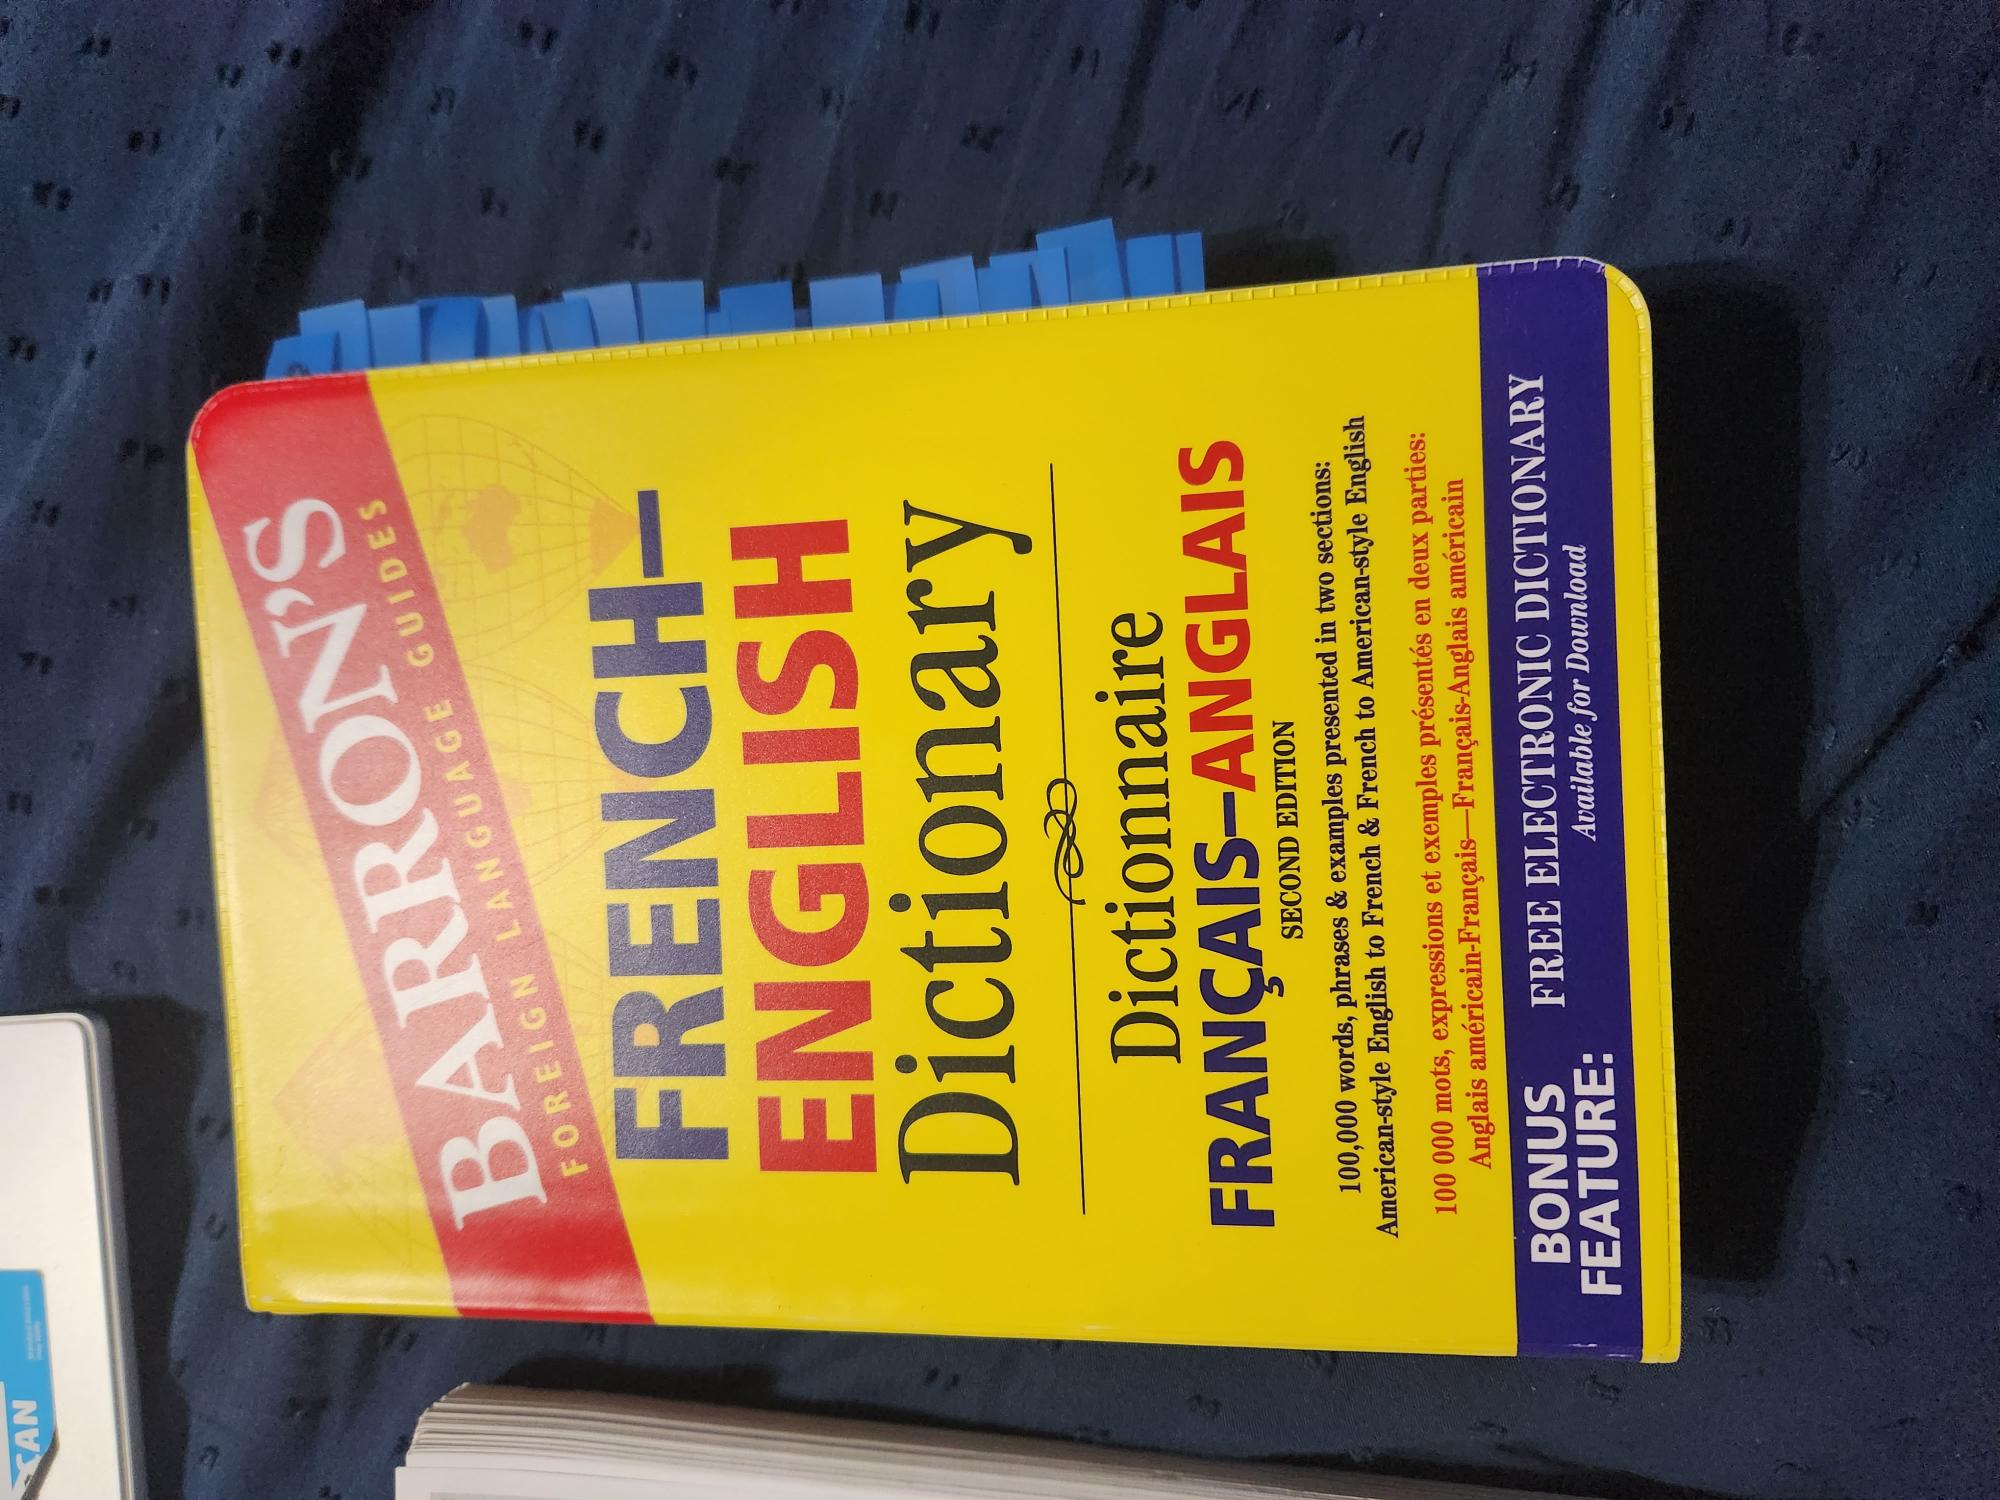 BARRON'S
FOREIGN LANGUAGE GUIDES
FRENCH–
ENGLISH
Dictionary
Dictionnaire
FRANÇAIS–ANGLAIS
SECOND EDITION
100,000 words, phrases & examples presented in two sections:
American-style English to French & French to American-style English
100 000 mots, expressions et exemples présentés en deux parties:
Anglais américain-Français—Français-Anglais américain
BONUS
FEATURE:
FREE ELECTRONIC DICTIONARY
Available for Download